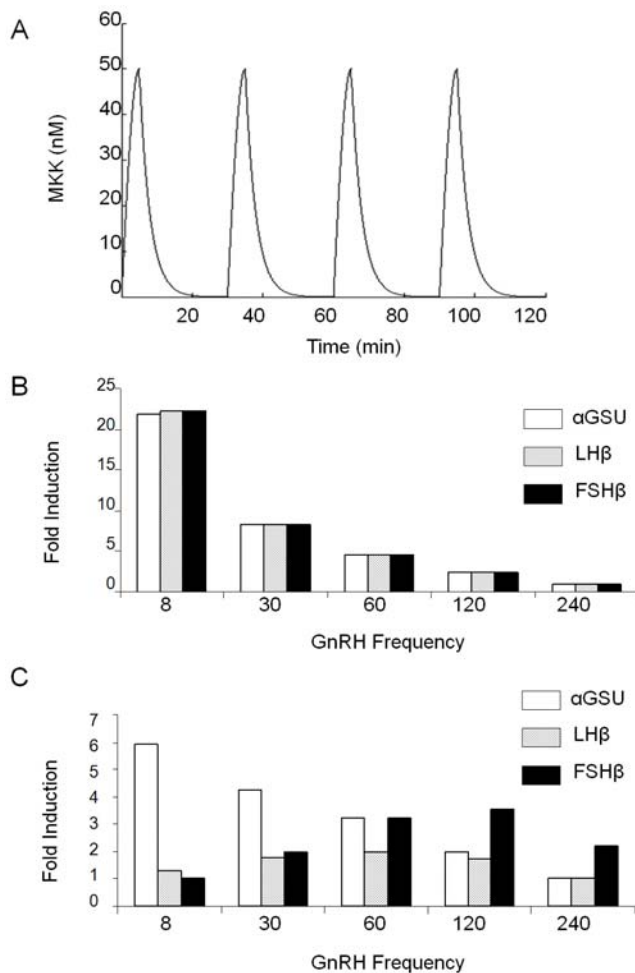 A
60
50
40
30
20
10
0
MKK (nM)
20 40 60 80 100 120
Time (min)
B
25
20
15
10
5
0
Fold Induction
αGSU
LHβ
FSHβ
8 30 60 120 240
GnRH Frequency
C
7
6
5
4
3
2
1
0
Fold Induction
αGSU
LHβ
FSHβ
8 30 60 120 240
GnRH Frequency